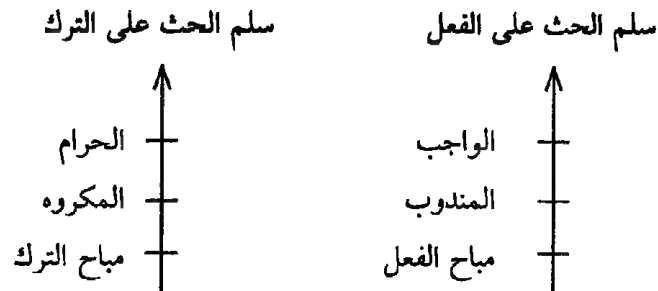 سلم الحث على الفعل
الواجب
المندوب
مباح الفعل
سلم الحث على الترك
الحرام
المكروه
مباح الترك